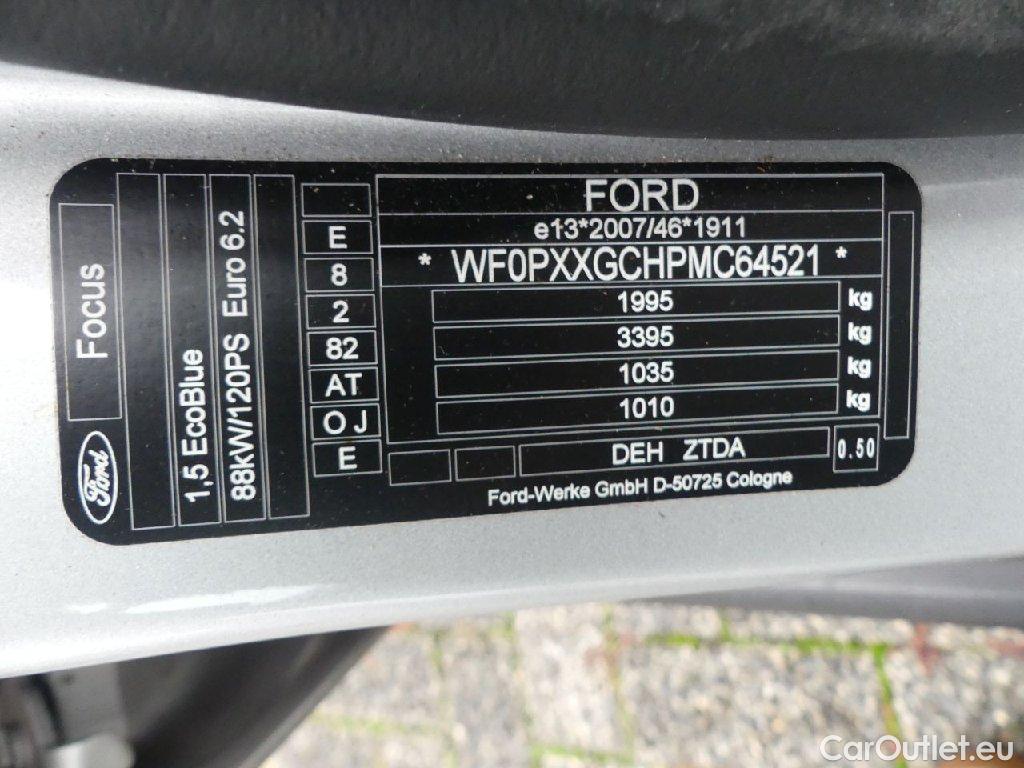 Focus
Ford
1,5 EcoBlue
88kW/120PS Euro 6.2
E
8
2
82
AT
O J
E
FORD
e13*2007/46*1911
* WF0PXXGCHPMC64521 *
1995 kg
3395 kg
1035 kg
1010 kg
DEH ZTDA
0.50
Ford-Werke GmbH D-50725 Cologne
CarOutlet.eu